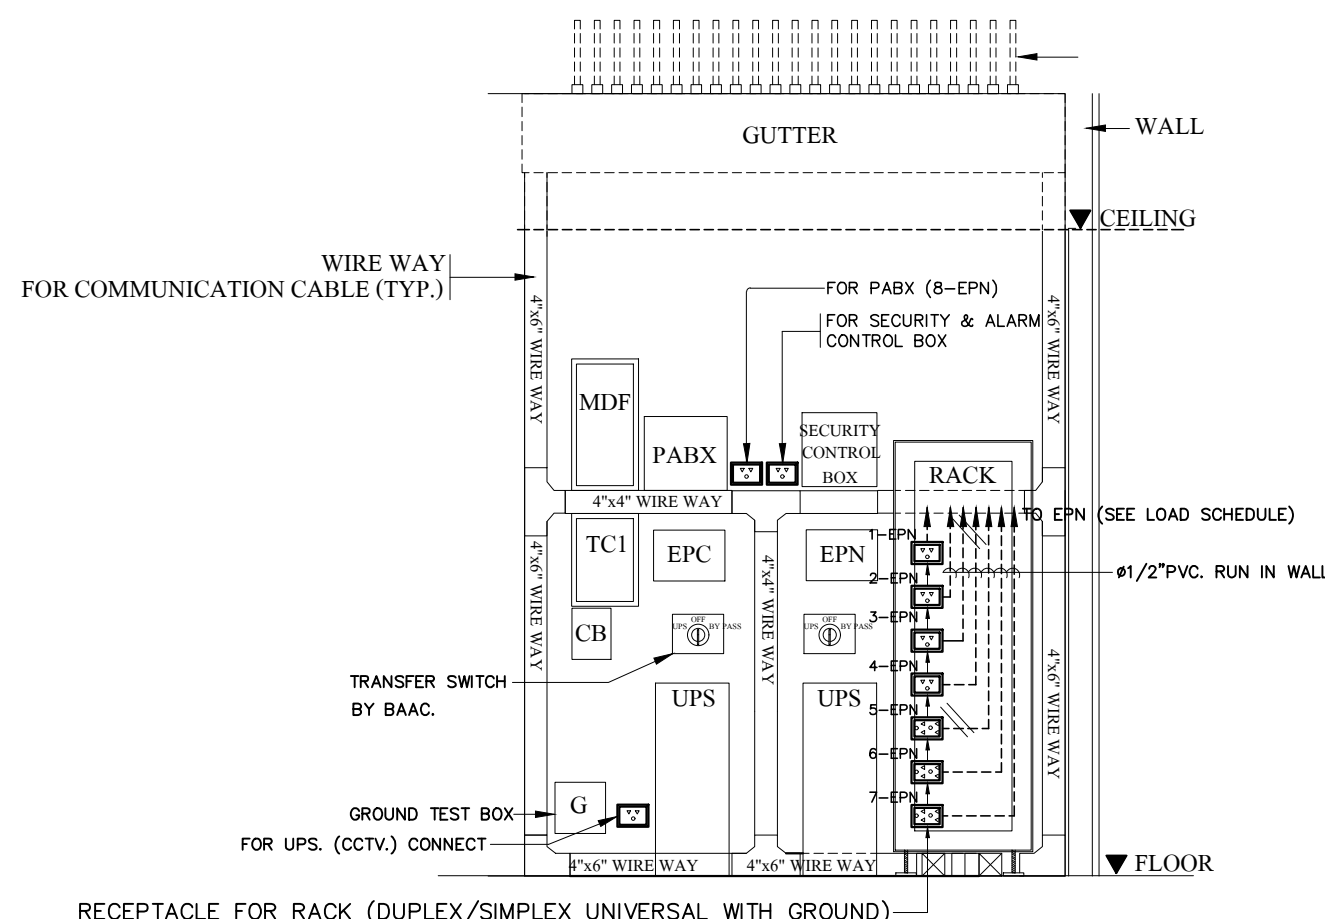 GUTTER
WALL
CEILING
WIRE WAY
FOR COMMUNICATION CABLE (TYP.)
FOR PABX (8-EPN)
FOR SECURITY & ALARM
CONTROL BOX
4"x6" WIRE WAY
4"x6" WIRE WAY
MDF
PABX
SECURITY
CONTROL
BOX
RACK
4"x4" WIRE WAY
TO EPN (SEE LOAD SCHEDULE)
1-EPN
TC1
EPC
EPN
4"x6" WIRE WAY
4"x4" WIRE WAY
2-EPN
ø1/2"PVC. RUN IN WALL
3-EPN
CB
UPS OFF BY PASS
UPS OFF BY PASS
4-EPN
4"x6" WIRE WAY
TRANSFER SWITCH
BY BAAC.
UPS
UPS
5-EPN
6-EPN
7-EPN
G
GROUND TEST BOX
FOR UPS. (CCTV.) CONNECT
4"x6" WIRE WAY
4"x6" WIRE WAY
FLOOR
RECEPTACLE FOR RACK (DUPLEX/SIMPLEX UNIVERSAL WITH GROUND)